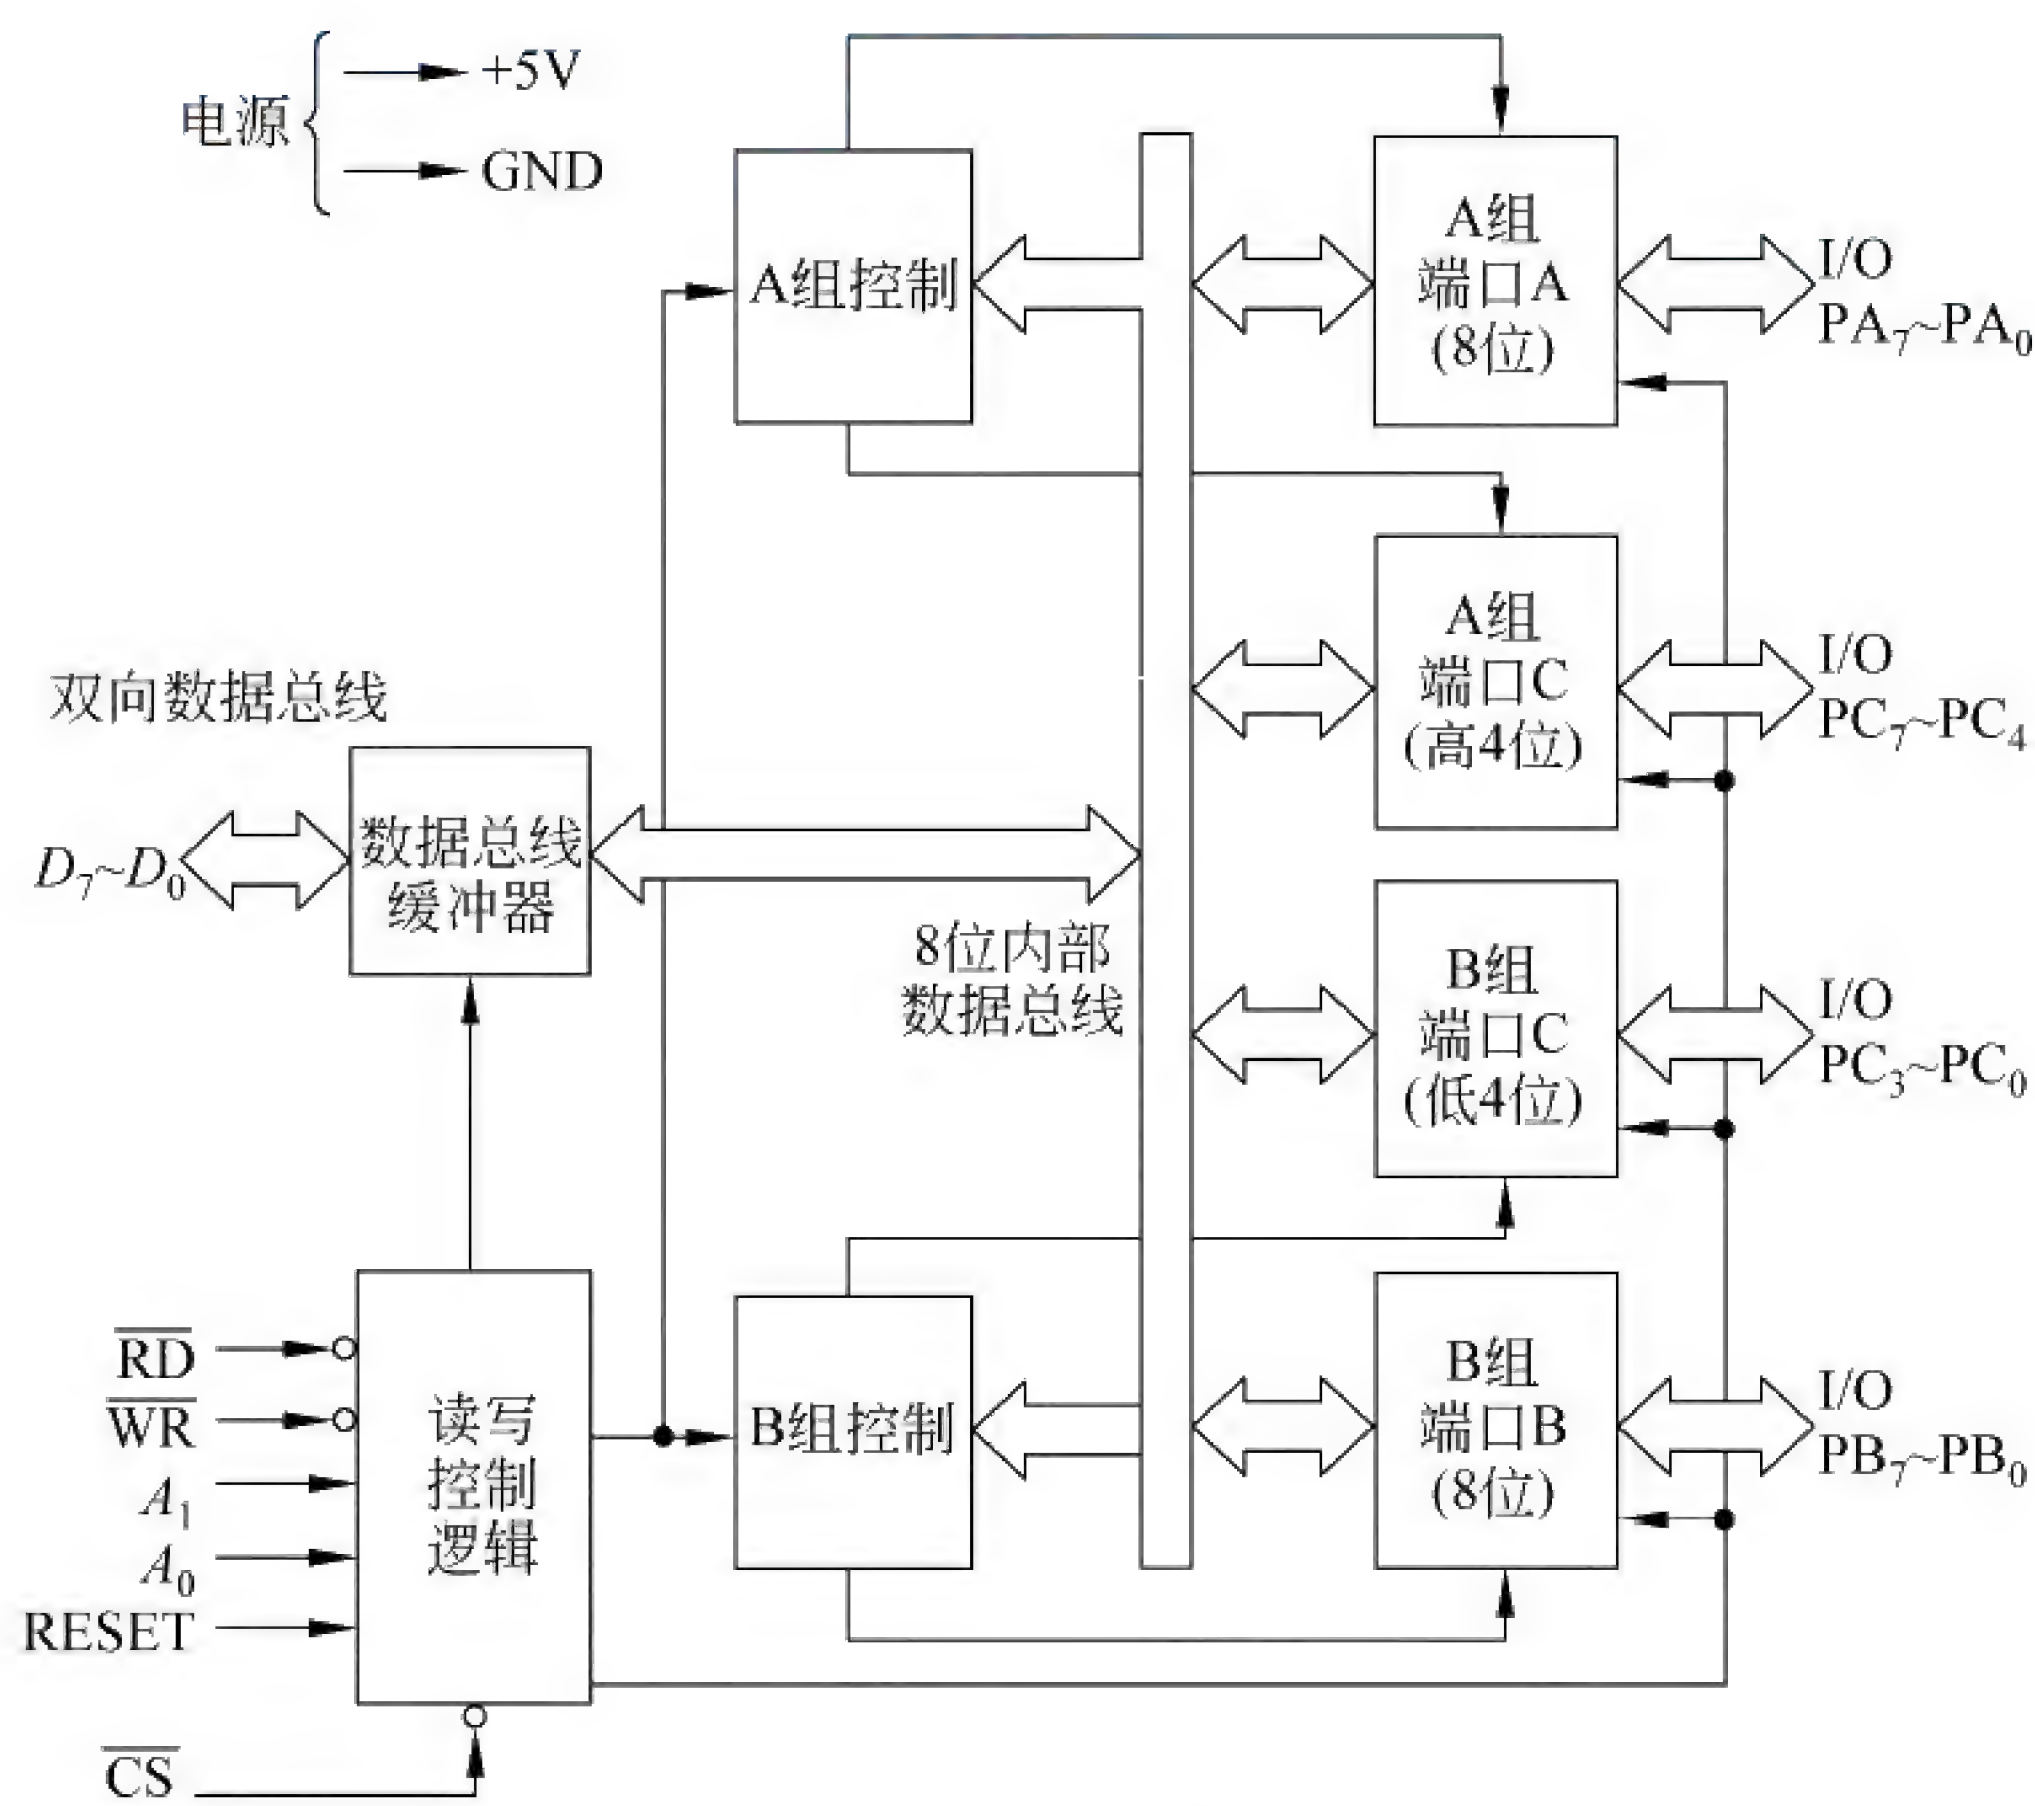 电源
+5V
GND
A组控制
A组
端口A
(8位)
I/O
PA₇~PA₀
A组
端口C
(高4位)
I/O
PC₇~PC₄
双向数据总线
D₇~D₀
数据总线
缓冲器
8位内部
数据总线
B组
端口C
(低4位)
I/O
PC₃~PC₀
R̅D̅
W̅R̅
A₁
A₀
RESET
C̅S̅
读写
控制
逻辑
B组控制
B组
端口B
(8位)
I/O
PB₇~PB₀